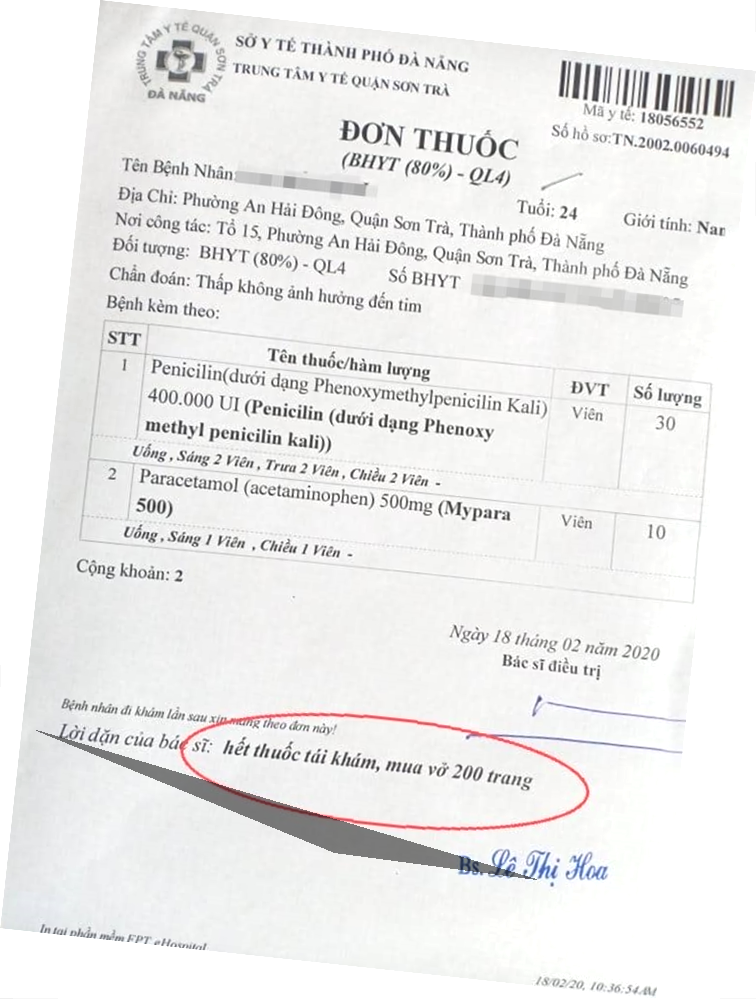 TRUNG TÂM Y TẾ QUẬN SƠN TRÀ
ĐÀ NẴNG
SỞ Y TẾ THÀNH PHỐ ĐÀ NẴNG
TRUNG TÂM Y TẾ QUẬN SƠN TRÀ
Mã y tế: 18056552
Số hồ sơ:TN.2002.0060494
ĐƠN THUỐC
(BHYT (80%) - QL4)
Tên Bệnh Nhân:
Tuổi: 24 Giới tính: Nam
Địa Chỉ: Phường An Hải Đông, Quận Sơn Trà, Thành phố Đà Nẵng
Nơi công tác: Tổ 15, Phường An Hải Đông, Quận Sơn Trà, Thành phố Đà Nẵng
Đối tượng: BHYT (80%) - QL4 Số BHYT
Chẩn đoán: Thấp không ảnh hưởng đến tim
Bệnh kèm theo:
STT Tên thuốc/hàm lượng ĐVT Số lượng
1 Penicilin(dưới dạng Phenoxymethylpenicilin Kali) Viên 30
400.000 UI (Penicilin (dưới dạng Phenoxy
methyl penicilin kali))
Uống , Sáng 2 Viên , Trưa 2 Viên , Chiều 2 Viên -
2 Paracetamol (acetaminophen) 500mg (Mypara Viên 10
500)
Uống , Sáng 1 Viên , Chiều 1 Viên -
Cộng khoản: 2
Ngày 18 tháng 02 năm 2020
Bác sĩ điều trị
Bệnh nhân đi khám lần sau xin mang theo đơn này!
Lời dặn của bác sĩ: hết thuốc tái khám, mua vở 200 trang
Bs. Lê Thị Hoa
In tại phần mềm FPT eHospital
18/02/20, 10:36:54AM